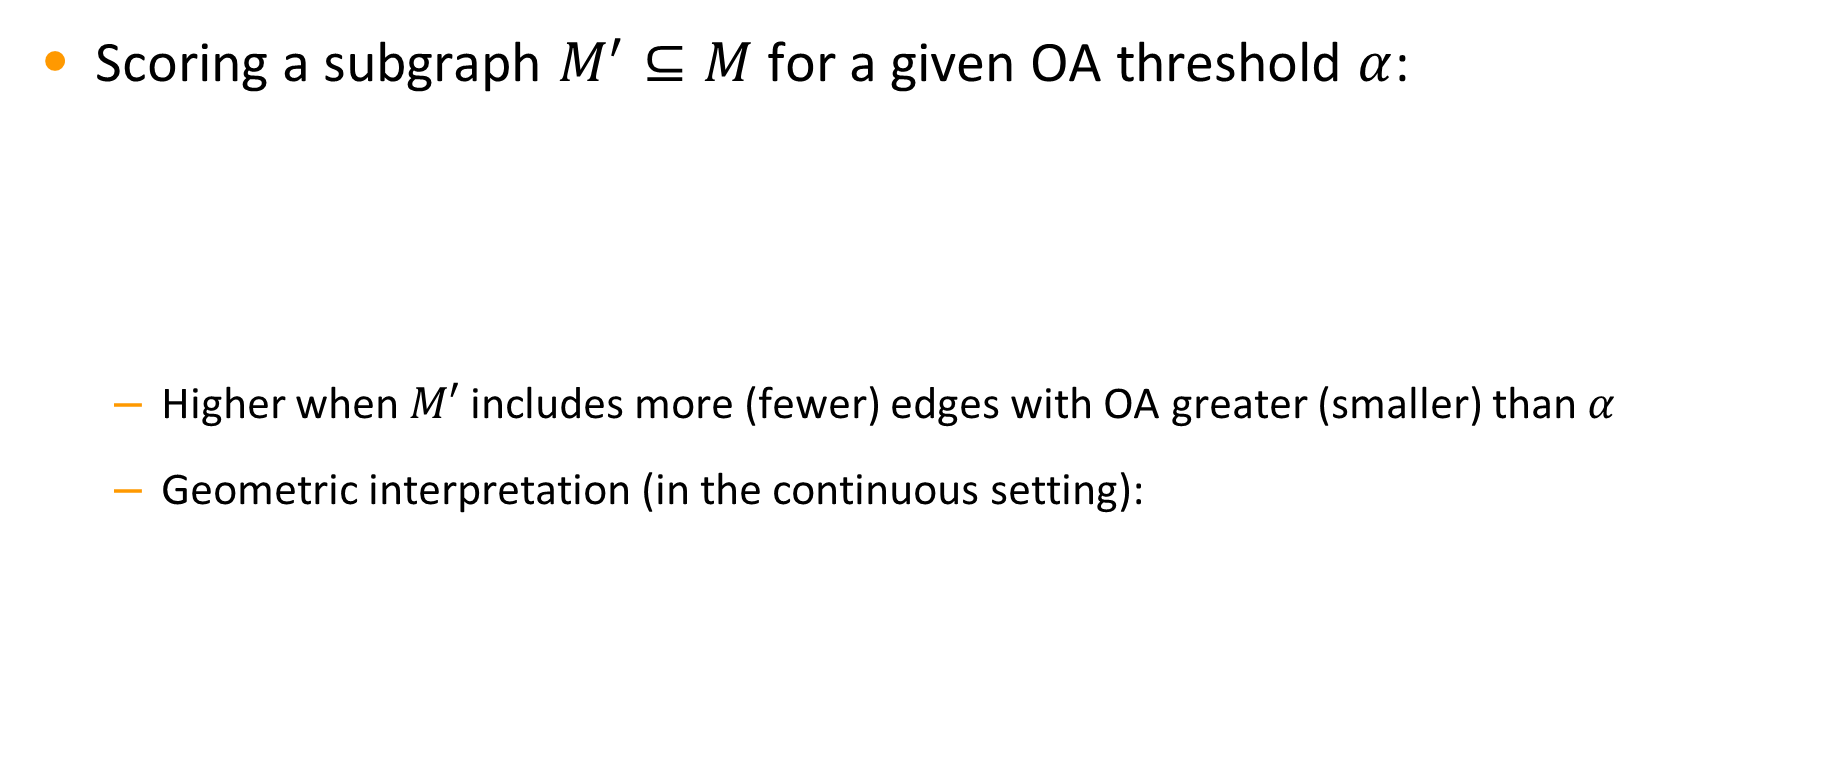 • Scoring a subgraph M′ ⊆ M for a given OA threshold α:
– Higher when M′ includes more (fewer) edges with OA greater (smaller) than α
– Geometric interpretation (in the continuous setting):